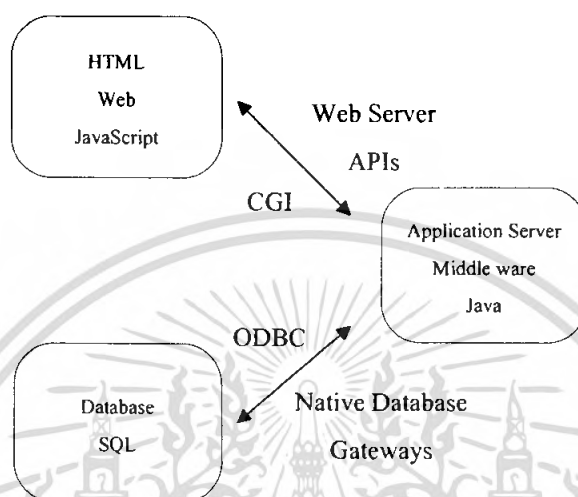 HTML
Web
JavaScript
Web Server
APIs
CGI
Application Server
Middle ware
Java
ODBC
Native Database
Gateways
Database
SQL